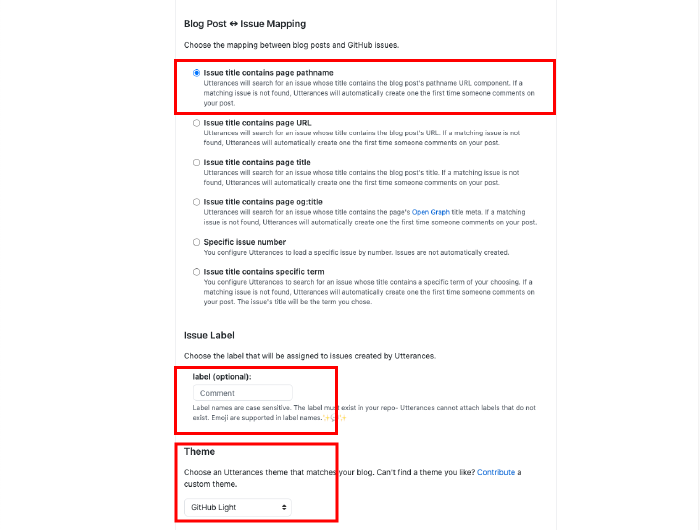 Blog Post ↔ Issue Mapping
Choose the mapping between blog posts and GitHub issues.
Issue title contains page pathname
Utterances will search for an issue whose title contains the blog post's pathname URL component. If a
matching issue is not found, Utterances will automatically create one the first time someone comments on
your post.
Issue title contains page URL
Utterances will search for an issue whose title contains the blog post's URL. If a matching issue is not
found, Utterances will automatically create one the first time someone comments on your post.
Issue title contains page title
Utterances will search for an issue whose title contains the blog post's title. If a matching issue is not
found, Utterances will automatically create one the first time someone comments on your post.
Issue title contains page og:title
Utterances will search for an issue whose title contains the page's Open Graph title meta. If a matching
issue is not found, Utterances will automatically create one the first time someone comments on your post.
Specific issue number
You configure Utterances to load a specific issue by number. Issues are not automatically created.
Issue title contains specific term
You configure Utterances to search for an issue whose title contains a specific term of your choosing. If a
matching issue is not found, Utterances will automatically create one the first time someone comments on
your post. The issue's title will be the term you chose.
Issue Label
Choose the label that will be assigned to issues created by Utterances.
label (optional):
Comment
Label names are case sensitive. The label must exist in your repo- Utterances cannot attach labels that do not
exist. Emoji are supported in label names.
Theme
Choose an Utterances theme that matches your blog. Can't find a theme you like? Contribute a
custom theme.
GitHub Light